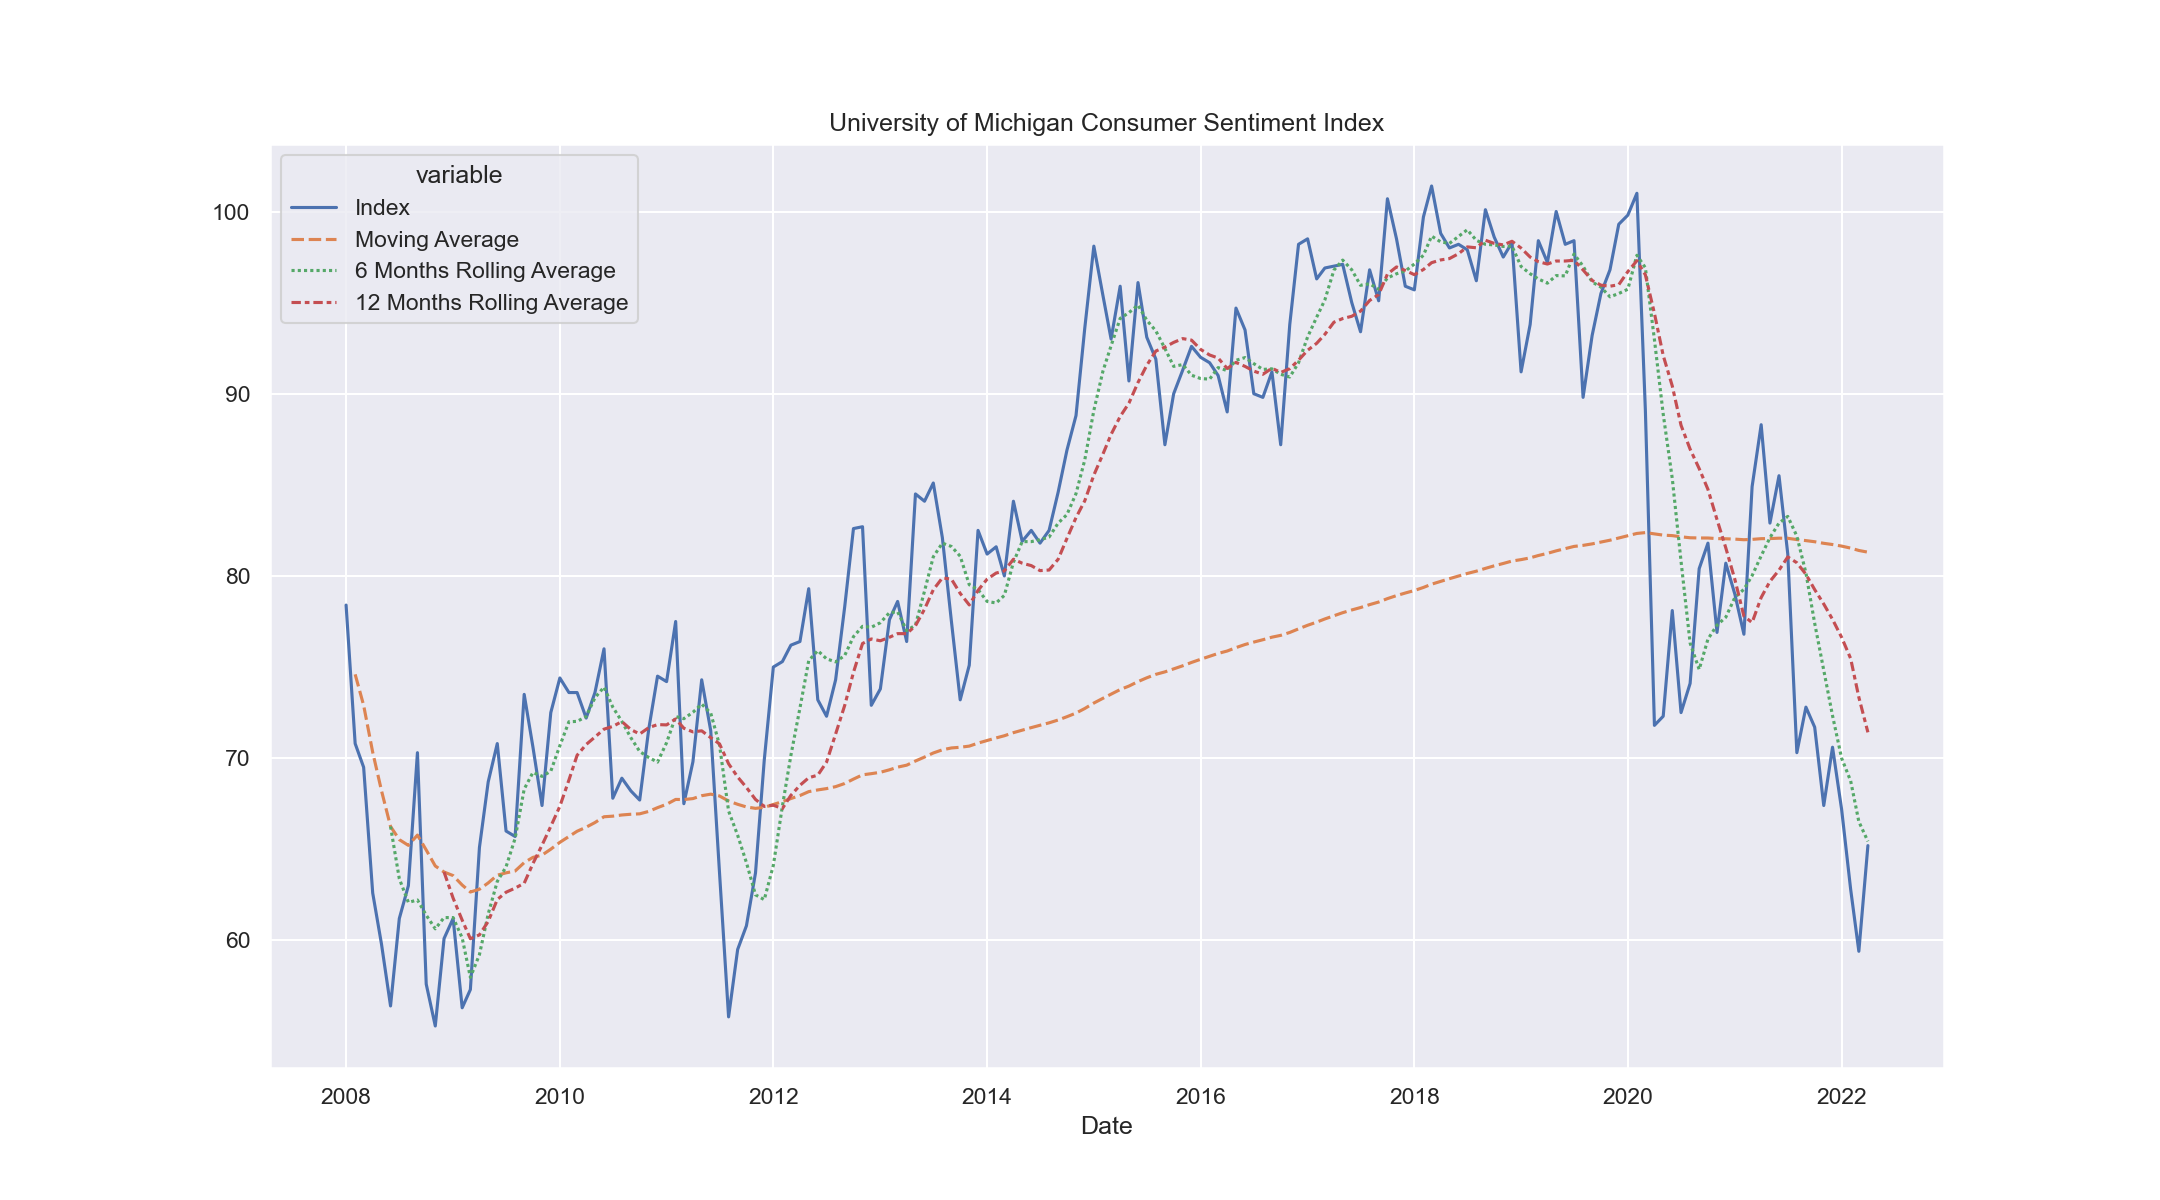 University of Michigan Consumer Sentiment Index
variable
Index
Moving Average
6 Months Rolling Average
12 Months Rolling Average
100
90
80
70
60
2008 2010 2012 2014 2016 2018 2020 2022
Date